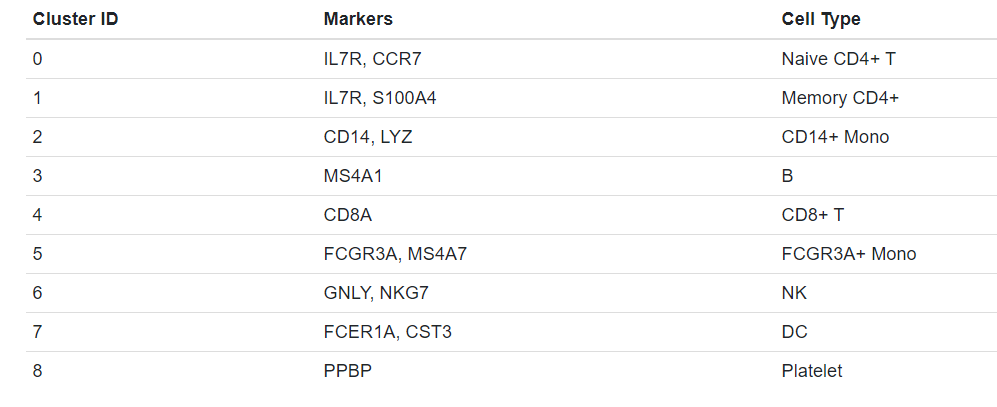 Cluster ID Markers Cell Type
0 IL7R, CCR7 Naive CD4+ T
1 IL7R, S100A4 Memory CD4+
2 CD14, LYZ CD14+ Mono
3 MS4A1 B
4 CD8A CD8+ T
5 FCGR3A, MS4A7 FCGR3A+ Mono
6 GNLY, NKG7 NK
7 FCER1A, CST3 DC
8 PPBP Platelet